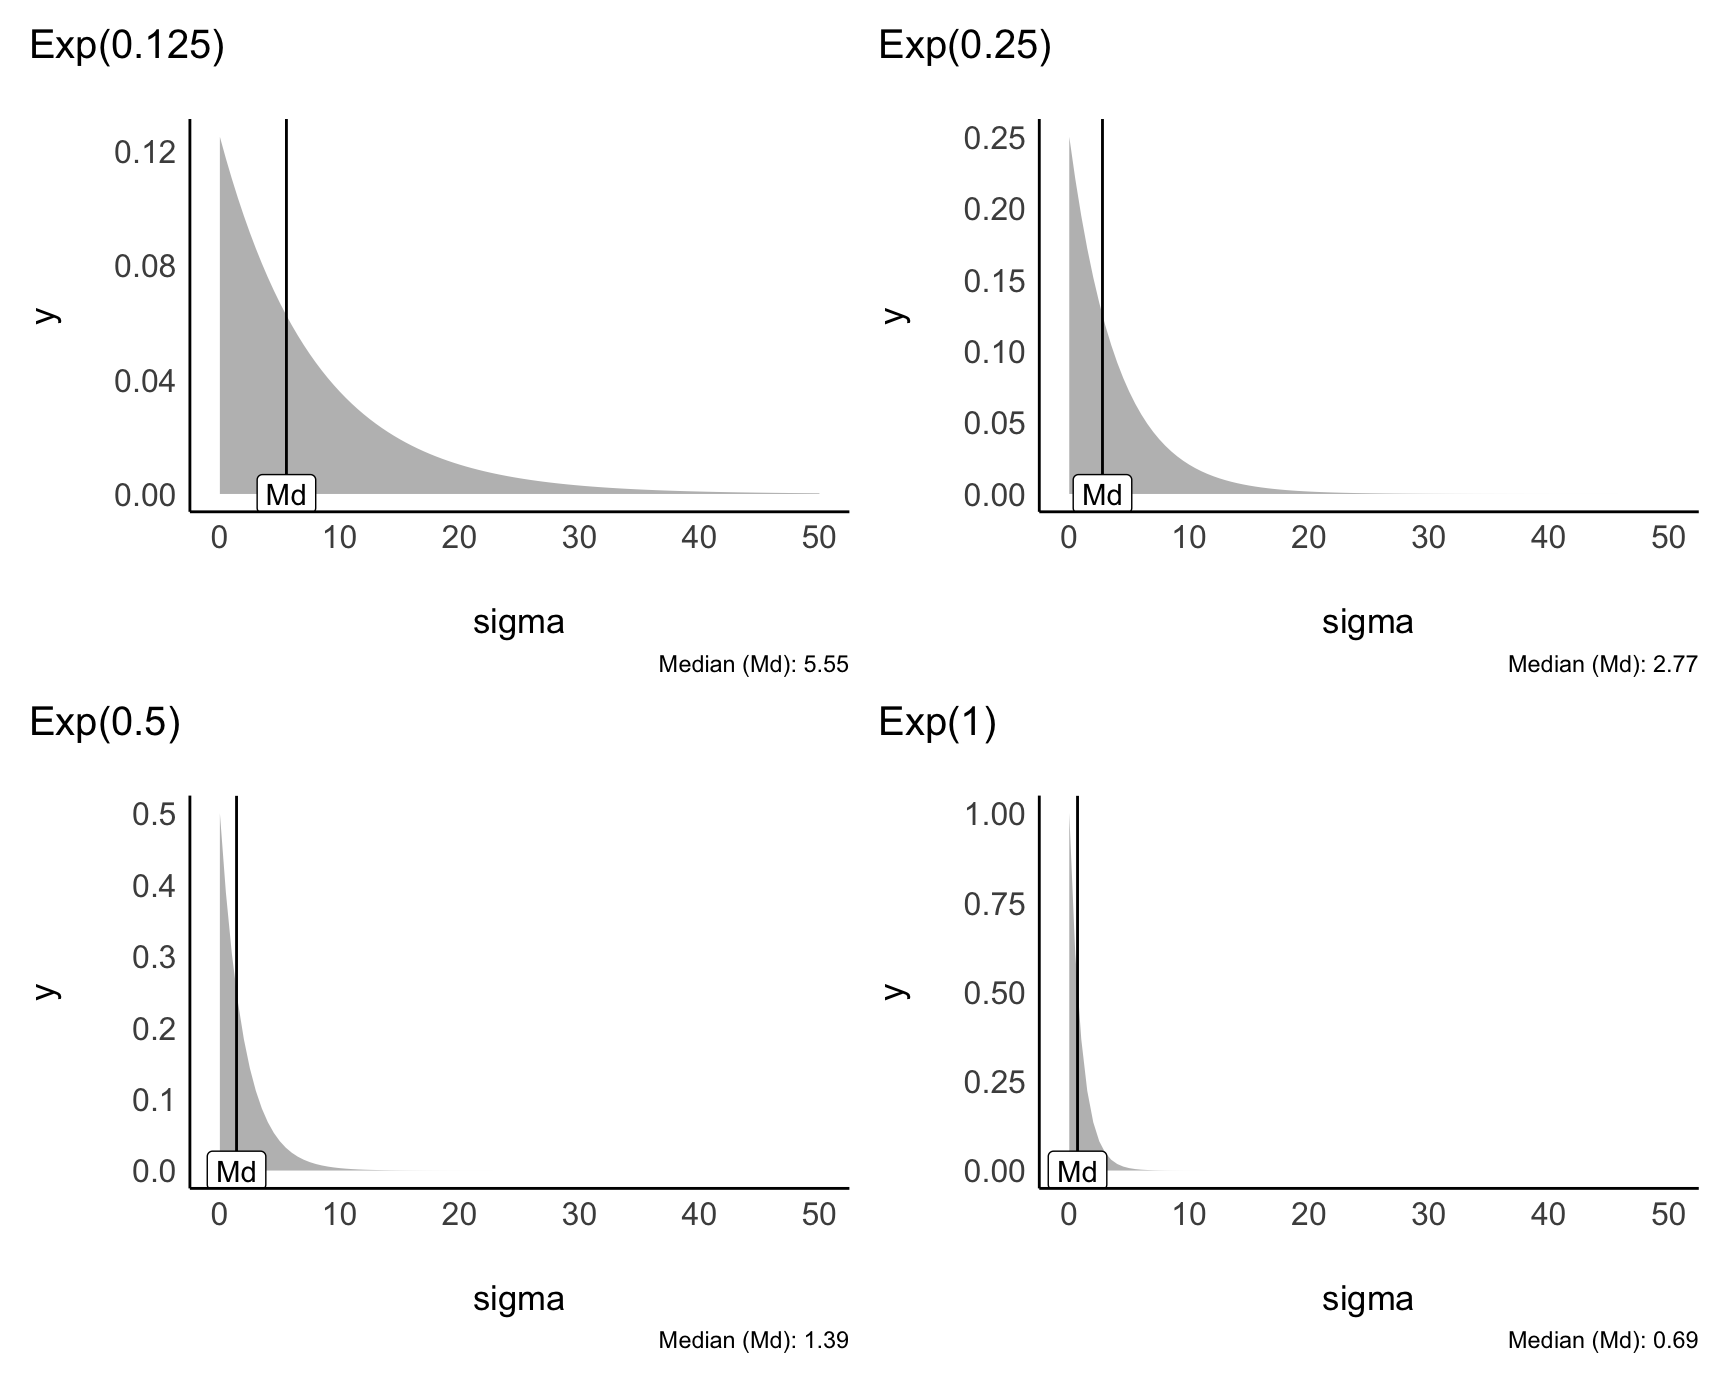 Exp(0.125)
0.12
0.08
0.04
0.00
y
Md
0 10 20 30 40 50
sigma
Median (Md): 5.55
Exp(0.25)
0.25
0.20
0.15
0.10
0.05
0.00
y
Md
0 10 20 30 40 50
sigma
Median (Md): 2.77
Exp(0.5)
0.5
0.4
0.3
0.2
0.1
0.0
y
Md
0 10 20 30 40 50
sigma
Median (Md): 1.39
Exp(1)
1.00
0.75
0.50
0.25
0.00
y
Md
0 10 20 30 40 50
sigma
Median (Md): 0.69